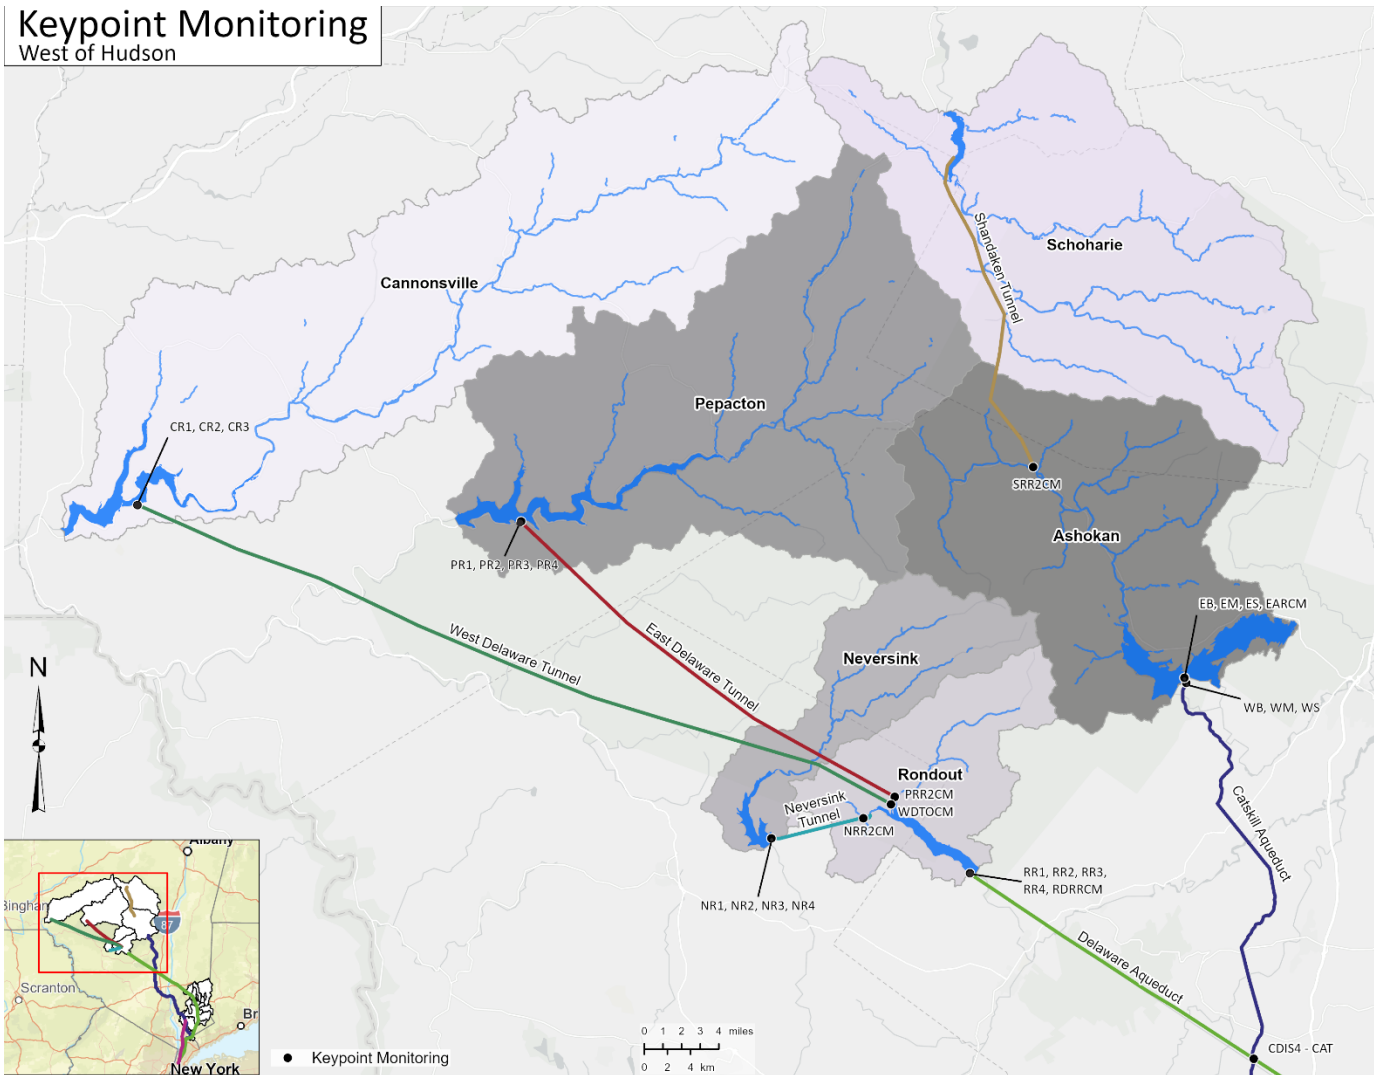 Keypoint Monitoring
West of Hudson
Schoharie
Shandaken Tunnel
Cannonsville
Pepacton
CR1, CR2, CR3
SRR2CM
Ashokan
PR1, PR2, PR3, PR4
EB, EM, ES, EARCM
West Delaware Tunnel
East Delaware Tunnel
Neversink
N
WB, WM, WS
Rondout
PRR2CM
WDTOCM
Neversink
Tunnel
NRR2CM
Catskill Aqueduct
RR1, RR2, RR3,
RR4, RDRRCM
NR1, NR2, NR3, NR4
Delaware Aqueduct
Albany
Bingham
87
Scranton
Br
New York
0 1 2 3 4 miles
0 2 4 km
Keypoint Monitoring
CDIS4 - CAT